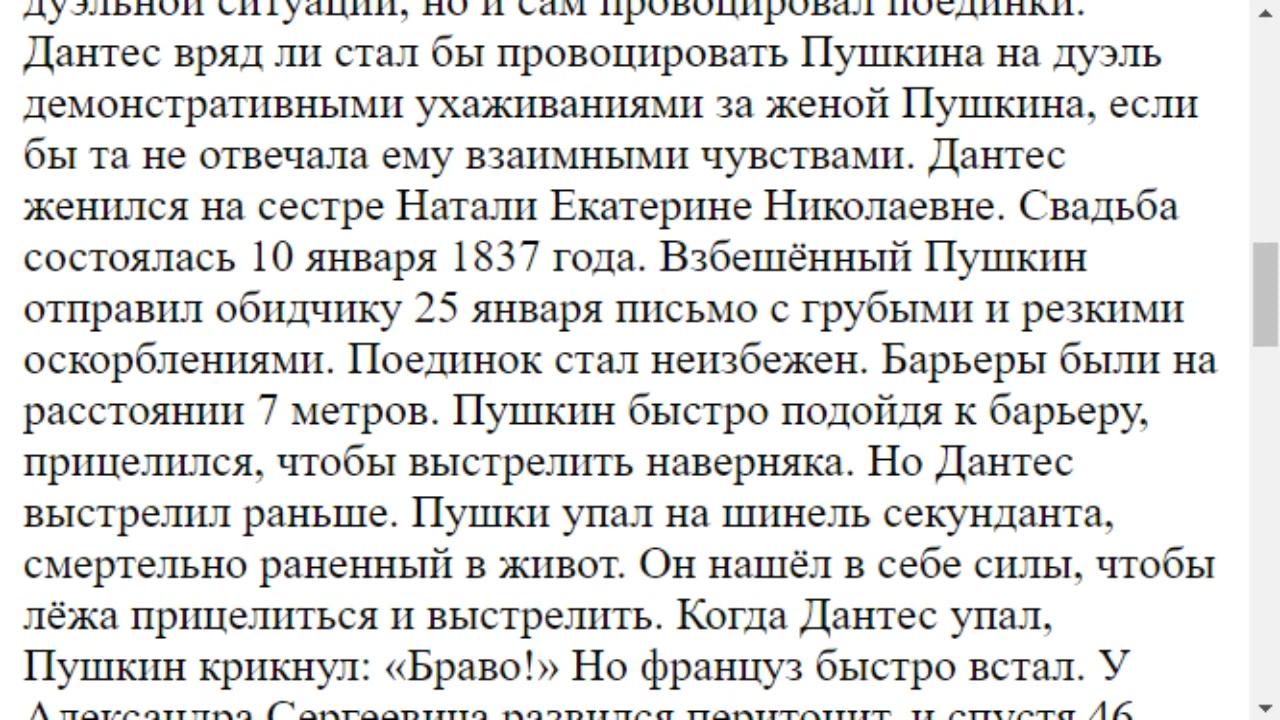 дуэльной ситуации, но и сам провоцировал поединки.
Дантес вряд ли стал бы провоцировать Пушкина на дуэль
демонстративными ухаживаниями за женой Пушкина, если
бы та не отвечала ему взаимными чувствами. Дантес
женился на сестре Натали Екатерине Николаевне. Свадьба
состоялась 10 января 1837 года. Взбешённый Пушкин
отправил обидчику 25 января письмо с грубыми и резкими
оскорблениями. Поединок стал неизбежен. Барьеры были на
расстоянии 7 метров. Пушкин быстро подойдя к барьеру,
прицелился, чтобы выстрелить наверняка. Но Дантес
выстрелил раньше. Пушки упал на шинель секунданта,
смертельно раненный в живот. Он нашёл в себе силы, чтобы
лёжа прицелиться и выстрелить. Когда Дантес упал,
Пушкин крикнул: «Браво!» Но француз быстро встал. У
Александра Сергеевича развился перитонит, и спустя 46